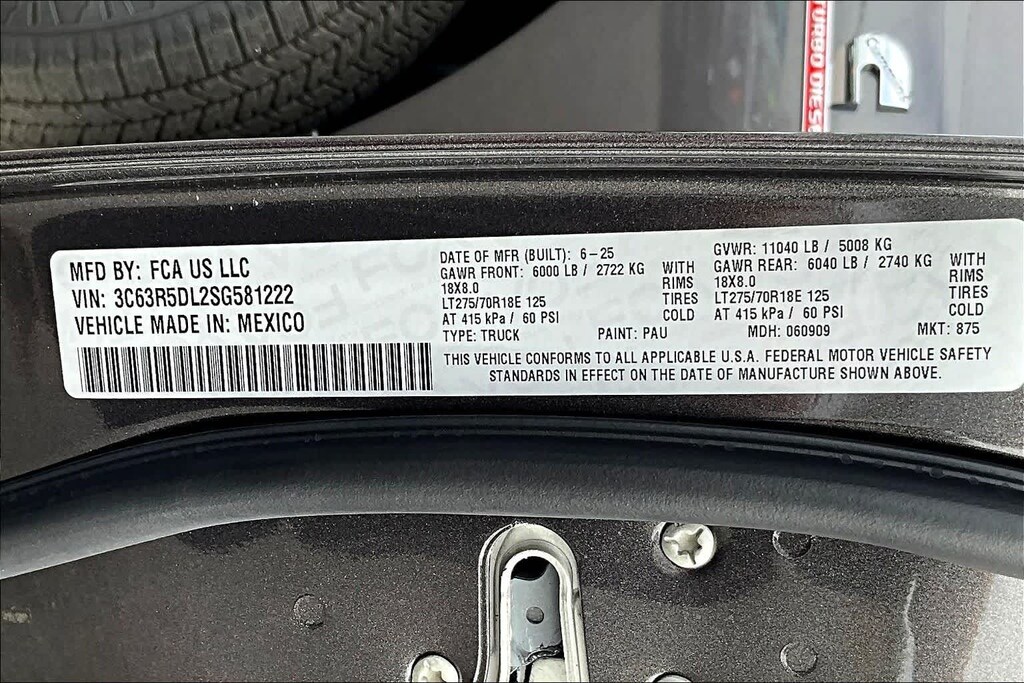 TURBO DIESE
Cummins
MFD BY: FCA US LLC
VIN: 3C63R5DL2SG581222
VEHICLE MADE IN: MEXICO
DATE OF MFR (BUILT): 6-25
GAWR FRONT: 6000 LB / 2722 KG
18X8.0
LT275/70R18E 125
AT 415 kPa / 60 PSI
WITH
RIMS
TIRES
COLD
GVWR: 11040 LB / 5008 KG
GAWR REAR: 6040 LB / 2740 KG
18X8.0
LT275/70R18E 125
AT 415 kPa / 60 PSI
WITH
RIMS
TIRES
COLD
TYPE: TRUCK PAINT: PAU MDH: 060909 MKT: 875
THIS VEHICLE CONFORMS TO ALL APPLICABLE U.S.A. FEDERAL MOTOR VEHICLE SAFETY
STANDARDS IN EFFECT ON THE DATE OF MANUFACTURE SHOWN ABOVE.